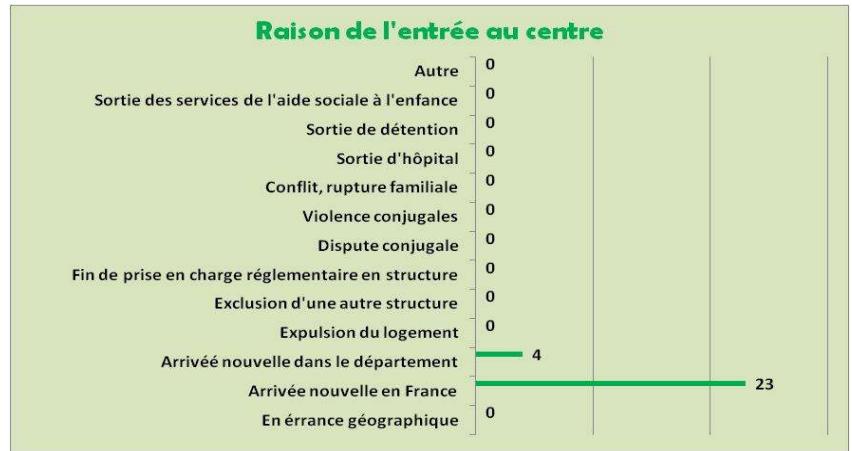 Raison de l'entrée au centre
Autre 0
Sortie des services de l'aide sociale à l'enfance 0
Sortie de détention 0
Sortie d'hôpital 0
Conflit, rupture familiale 0
Violence conjugales 0
Dispute conjugale 0
Fin de prise en charge réglementaire en structure 0
Exclusion d'une autre structure 0
Expulsion du logement 0
Arrivéé nouvelle dans le département 4
Arrivée nouvelle en France 23
En érrance géographique 0